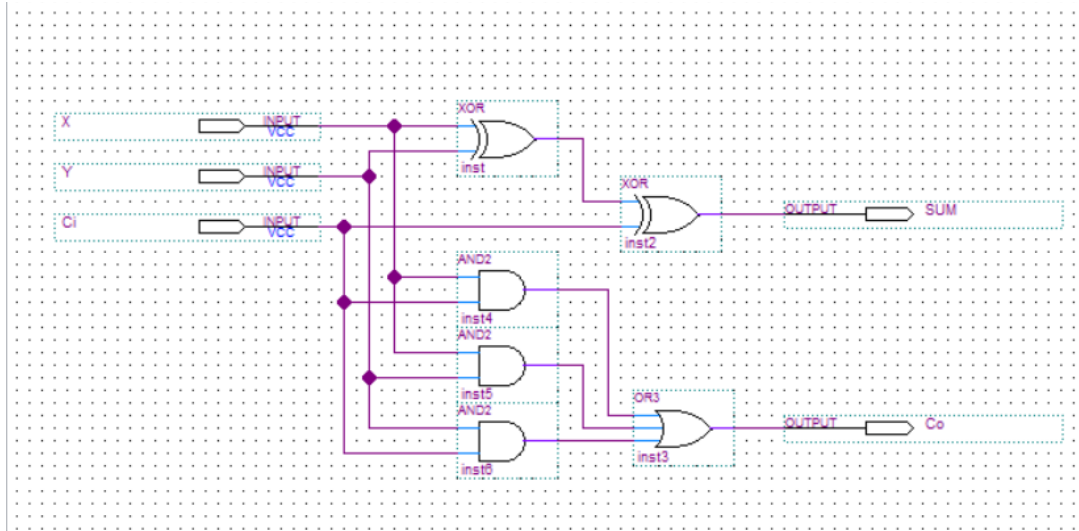 XOR
X
INPUT
VCC
inst
Y
INPUT
VCC
XOR
Ci
INPUT
VCC
OUTPUT
SUM
inst2
AND2
inst4
AND2
inst5
OR3
AND2
OUTPUT
Co
inst3
inst6